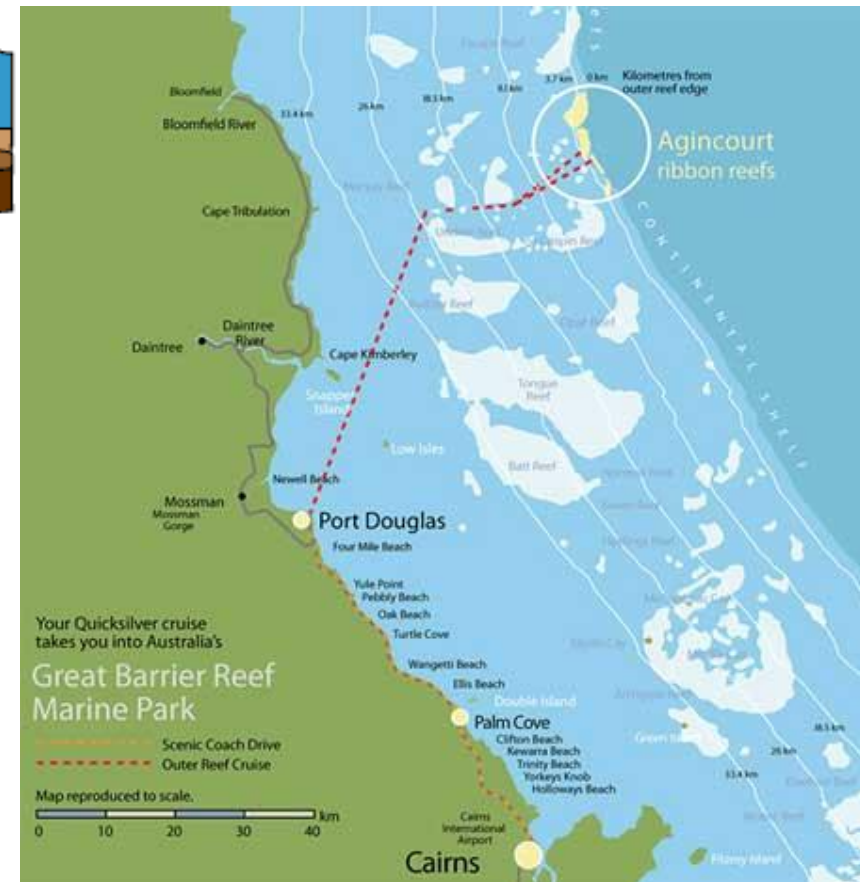 Bloomfield
Bloomfield River
33.4 km
26 km
18.5 km
3.7 km
0 km
Kilometres from
outer reef edge
Agincourt
ribbon reefs
Cape Tribulation
CONTINENTAL SHELF
Daintree
River
Daintree
Cape Kimberley
Snapper
Island
Tongue
Reef
Low Isles
Batt Reef
Newell Beach
Mossman
Mossman
Gorge
Port Douglas
Four Mile Beach
Yule Point
Pebbly Beach
Oak Beach
Turtle Cove
Your Quicksilver cruise
takes you into Australia's
Great Barrier Reef
Marine Park
Wangetti Beach
Ellis Beach
Double Island
Palm Cove
Clifton Beach
Kewarra Beach
Trinity Beach
Yorkeys Knob
Holloways Beach
Scenic Coach Drive
Outer Reef Cruise
Map reproduced to scale.
km
0 10 20 30 40
18.5 km
26 km
33.4 km
Cairns
International
Airport
Cairns
Fitzroy Island